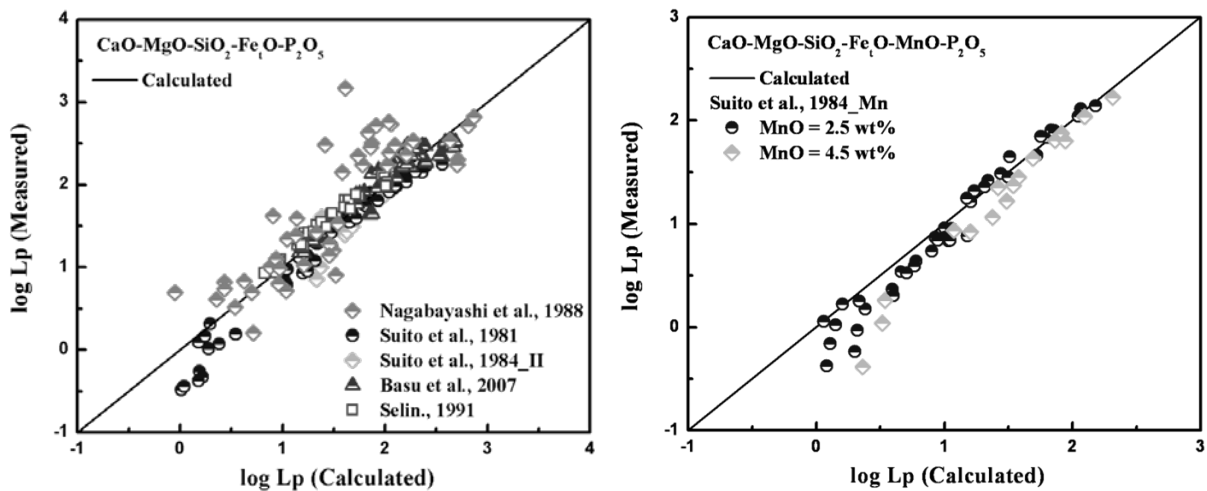 4
3
2
1
0
-1
-1
0
1
2
3
4
log Lp (Measured)
log Lp (Calculated)
CaO-MgO-SiO₂-FeₜO-P₂O₅
Calculated
Nagabayashi et al., 1988
Suito et al., 1981
Suito et al., 1984_II
Basu et al., 2007
Selin., 1991
3
2
1
0
-1
-1
0
1
2
3
log Lp (Measured)
log Lp (Calculated)
CaO-MgO-SiO₂-FeₜO-MnO-P₂O₅
Calculated
Suito et al., 1984_Mn
MnO = 2.5 wt%
MnO = 4.5 wt%